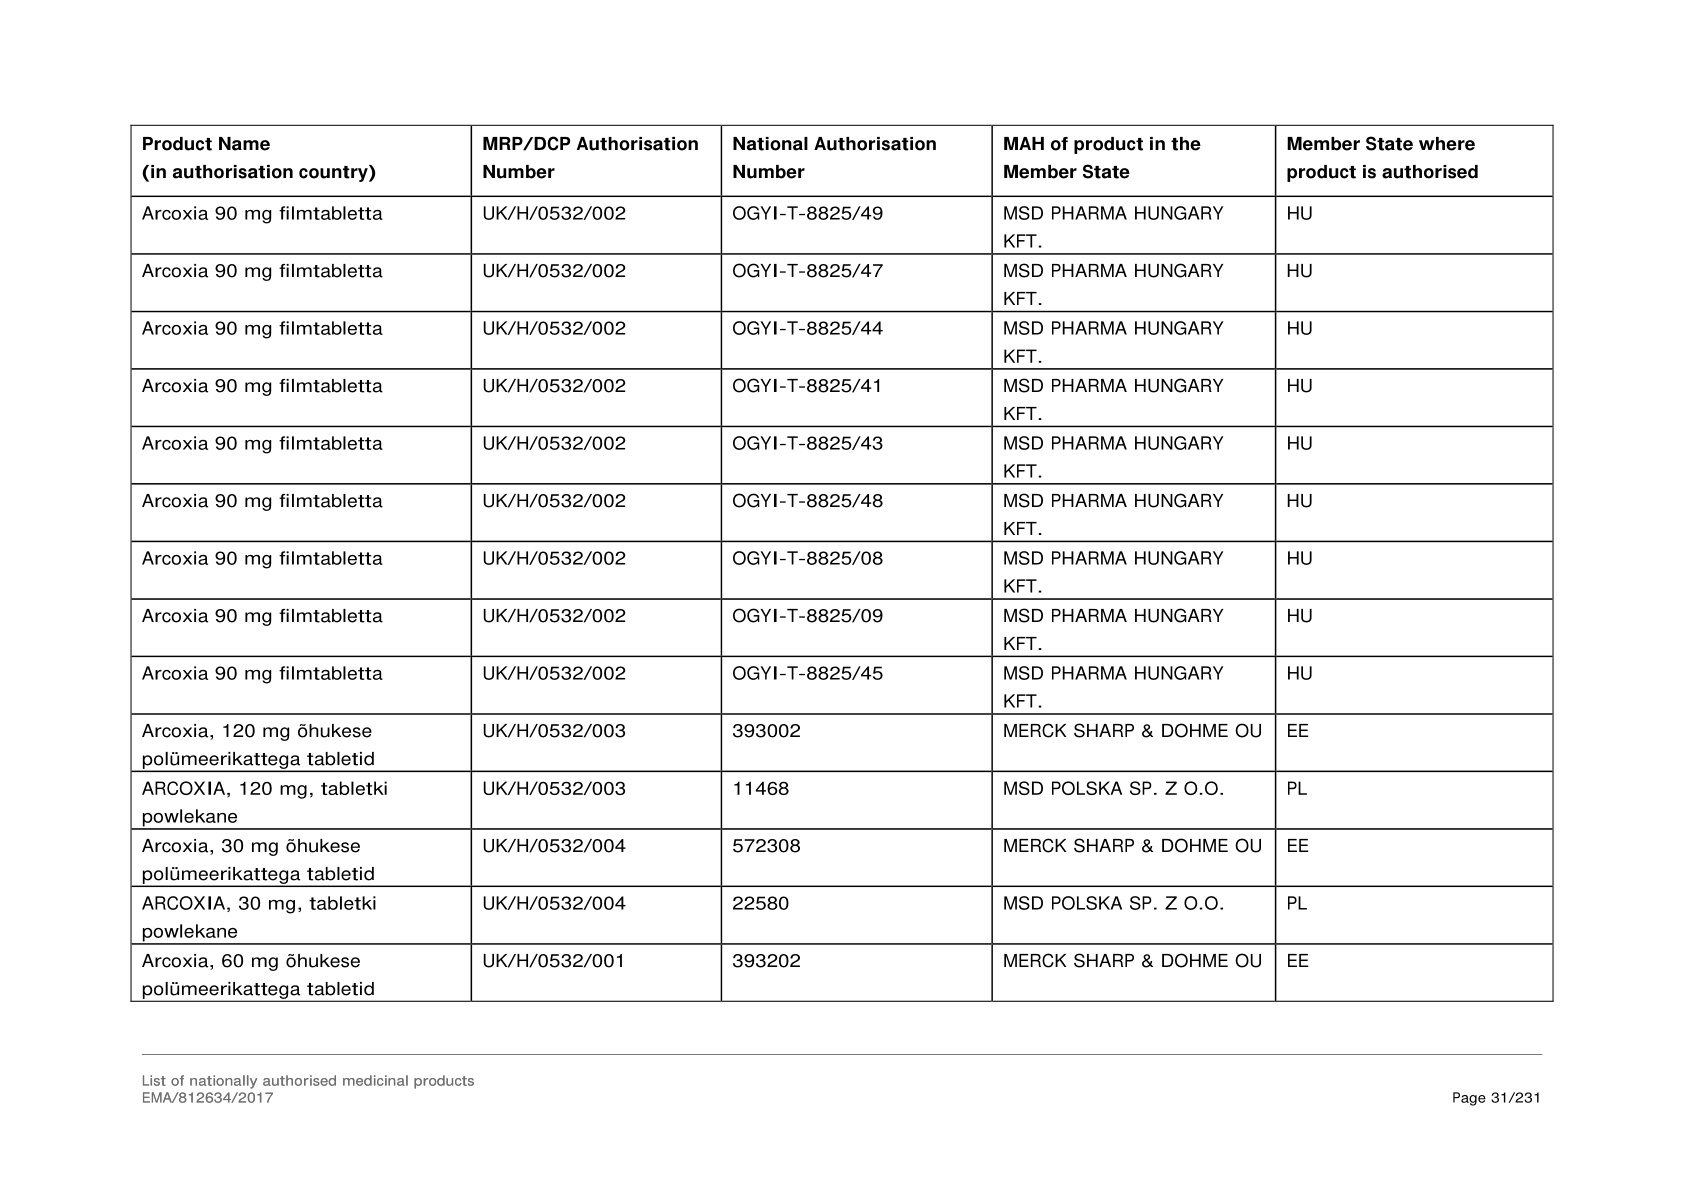 Product Name
(in authorisation country)
MRP/DCP Authorisation
Number
National Authorisation
Number
MAH of product in the
Member State
Member State where
product is authorised
Arcoxia 90 mg filmtabletta
UK/H/0532/002
OGYI-T-8825/49
MSD PHARMA HUNGARY
KFT.
HU
Arcoxia 90 mg filmtabletta
UK/H/0532/002
OGYI-T-8825/47
MSD PHARMA HUNGARY
KFT.
HU
Arcoxia 90 mg filmtabletta
UK/H/0532/002
OGYI-T-8825/44
MSD PHARMA HUNGARY
KFT.
HU
Arcoxia 90 mg filmtabletta
UK/H/0532/002
OGYI-T-8825/41
MSD PHARMA HUNGARY
KFT.
HU
Arcoxia 90 mg filmtabletta
UK/H/0532/002
OGYI-T-8825/43
MSD PHARMA HUNGARY
KFT.
HU
Arcoxia 90 mg filmtabletta
UK/H/0532/002
OGYI-T-8825/48
MSD PHARMA HUNGARY
KFT.
HU
Arcoxia 90 mg filmtabletta
UK/H/0532/002
OGYI-T-8825/08
MSD PHARMA HUNGARY
KFT.
HU
Arcoxia 90 mg filmtabletta
UK/H/0532/002
OGYI-T-8825/09
MSD PHARMA HUNGARY
KFT.
HU
Arcoxia 90 mg filmtabletta
UK/H/0532/002
OGYI-T-8825/45
MSD PHARMA HUNGARY
KFT.
HU
Arcoxia, 120 mg õhukese
polümeerikattega tabletid
UK/H/0532/003
393002
MERCK SHARP & DOHME OU
EE
ARCOXIA, 120 mg, tabletki
powlekane
UK/H/0532/003
11468
MSD POLSKA SP. Z O.O.
PL
Arcoxia, 30 mg õhukese
polümeerikattega tabletid
UK/H/0532/004
572308
MERCK SHARP & DOHME OU
EE
ARCOXIA, 30 mg, tabletki
powlekane
UK/H/0532/004
22580
MSD POLSKA SP. Z O.O.
PL
Arcoxia, 60 mg õhukese
polümeerikattega tabletid
UK/H/0532/001
393202
MERCK SHARP & DOHME OU
EE
List of nationally authorised medicinal products
EMA/812634/2017
Page 31/231